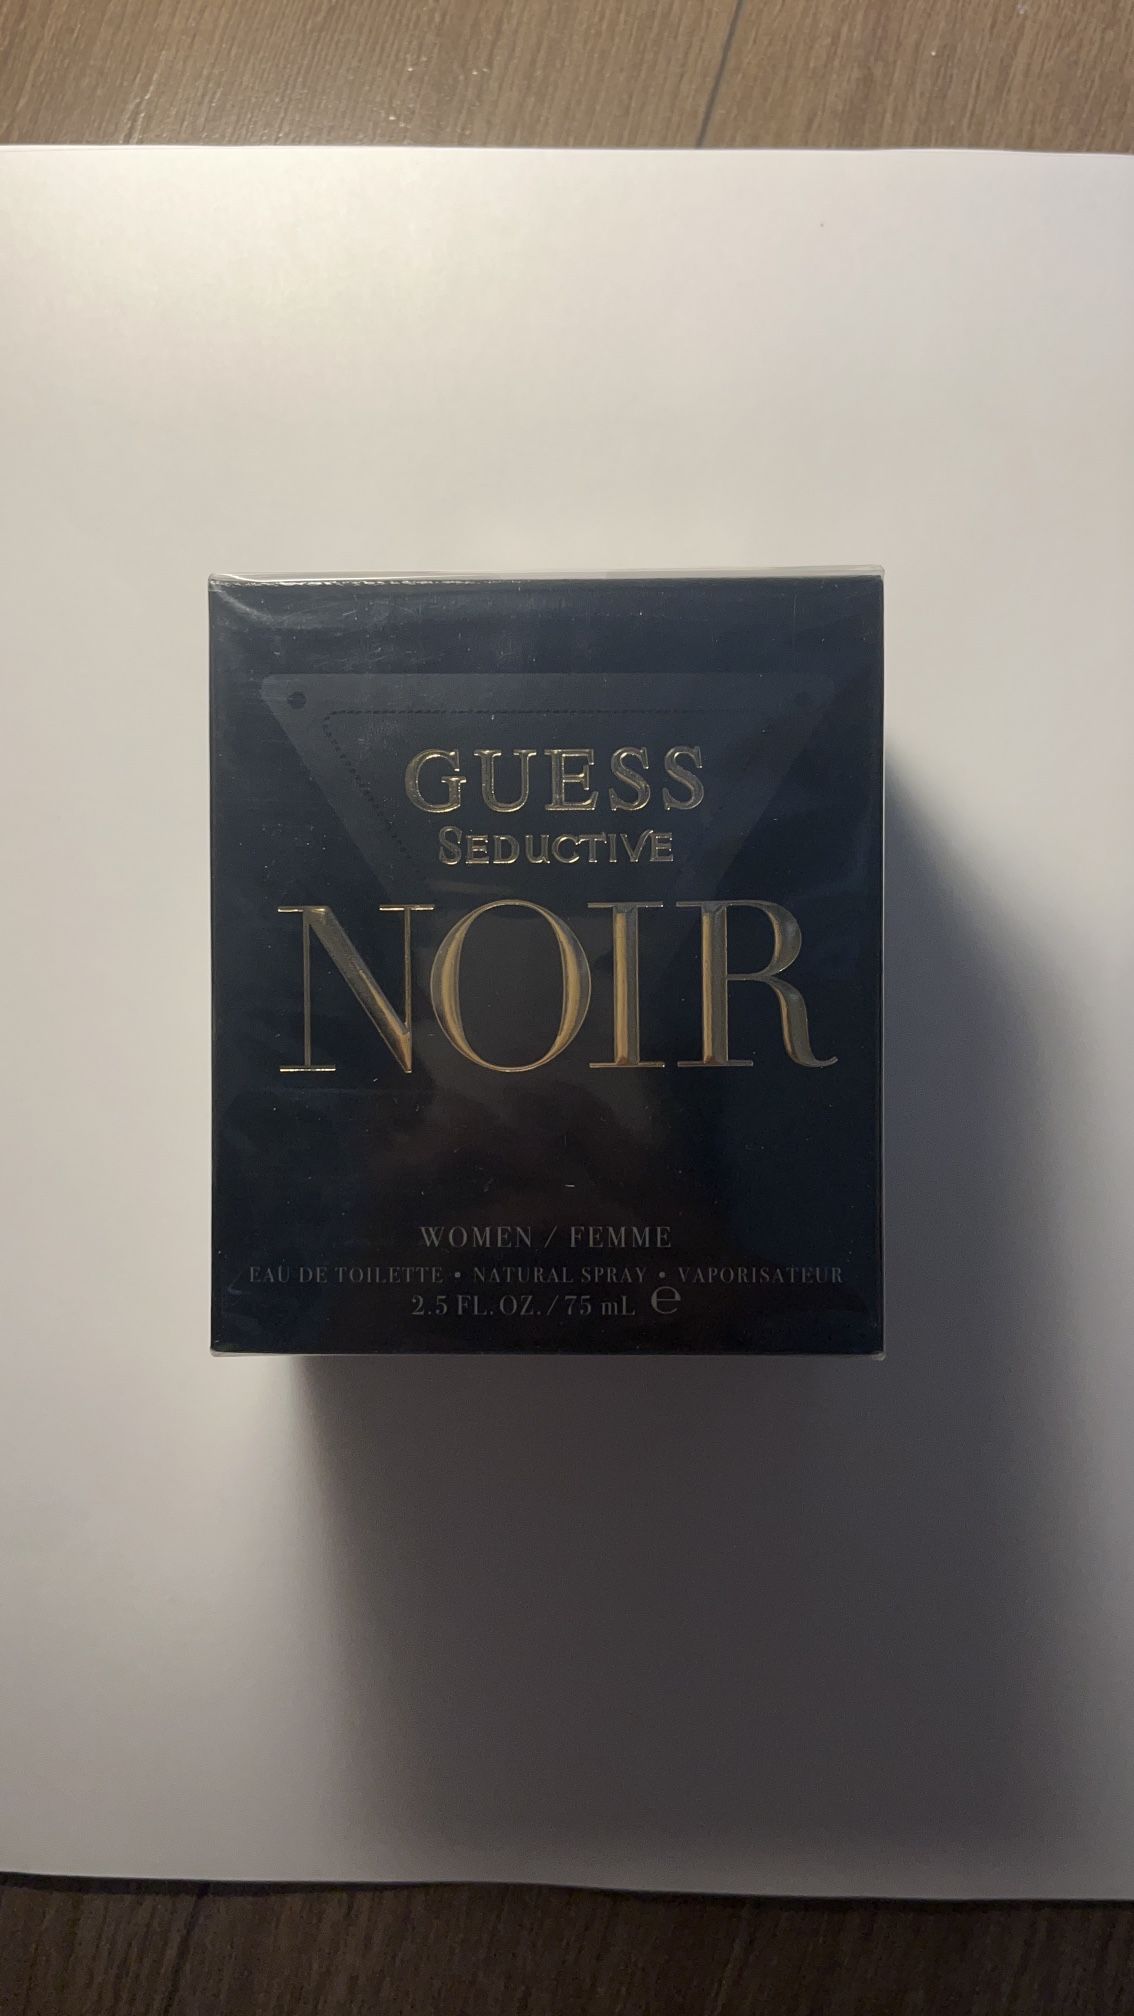 GUESS
SEDUCTIVE
NOIR
WOMEN / FEMME
EAU DE TOILETTE • NATURAL SPRAY • VAPORISATEUR
2.5 FL.OZ./75 mL ℮